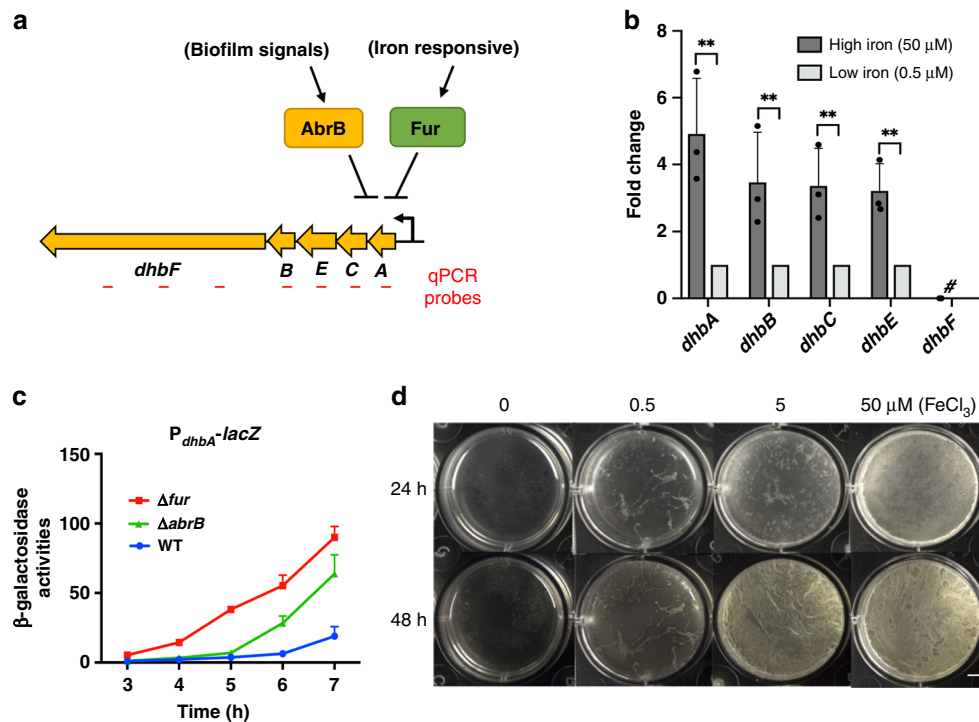 a
(Biofilm signals)
(Iron responsive)
AbrB
Fur
dhbF
B
E
C
A
qPCR
probes
b
8
6
4
2
0
Fold change
High iron (50 µM)
Low iron (0.5 µM)
**
**
**
**
#
dhbA
dhbB
dhbC
dhbE
dhbF
c
PdhbA-lacZ
150
100
50
0
β-galactosidase
activities
Δfur
ΔabrB
WT
3 4 5 6 7
Time (h)
d
0 0.5 5 50 µM (FeCl₃)
24 h
48 h